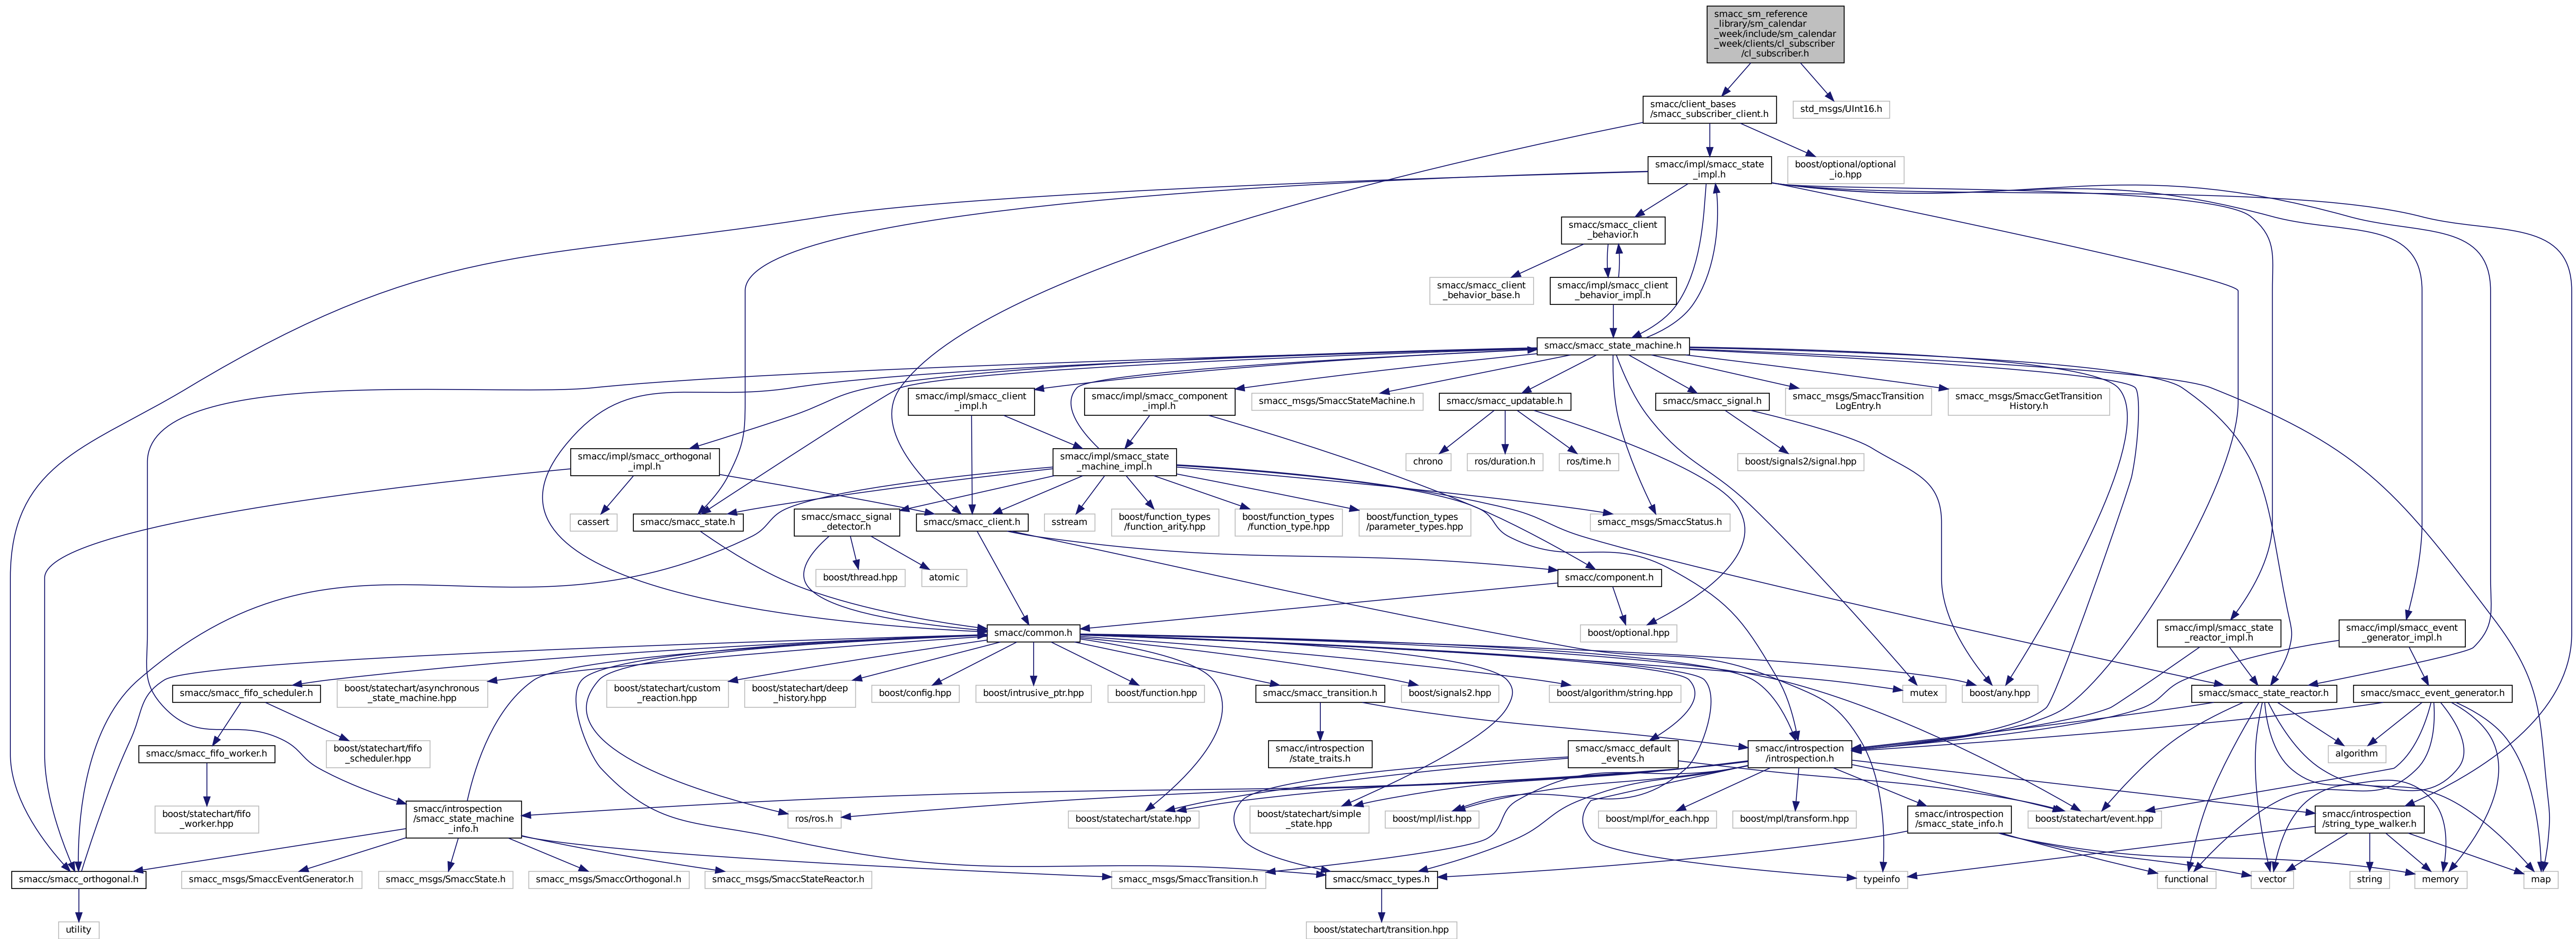 smacc_sm_reference
_library/sm_calendar
_week/include/sm_calendar
_week/clients/cl_subscriber
/cl_subscriber.h
smacc/client_bases
/smacc_subscriber_client.h
std_msgs/UInt16.h
smacc/impl/smacc_state
_impl.h
boost/optional/optional
_io.hpp
smacc/smacc_client
_behavior.h
smacc/smacc_client
_behavior_base.h
smacc/impl/smacc_client
_behavior_impl.h
smacc/smacc_state_machine.h
smacc/impl/smacc_client
_impl.h
smacc/impl/smacc_component
_impl.h
smacc_msgs/SmaccStateMachine.h
smacc/smacc_updatable.h
smacc/smacc_signal.h
smacc_msgs/SmaccTransition
LogEntry.h
smacc_msgs/SmaccGetTransition
History.h
smacc/impl/smacc_orthogonal
_impl.h
smacc/impl/smacc_state
_machine_impl.h
chrono
ros/duration.h
ros/time.h
boost/signals2/signal.hpp
cassert
smacc/smacc_state.h
smacc/smacc_signal
_detector.h
smacc/smacc_client.h
sstream
boost/function_types
/function_arity.hpp
boost/function_types
/function_type.hpp
boost/function_types
/parameter_types.hpp
smacc_msgs/SmaccStatus.h
boost/thread.hpp
atomic
smacc/component.h
smacc/common.h
boost/optional.hpp
smacc/impl/smacc_state
_reactor_impl.h
smacc/impl/smacc_event
_generator_impl.h
smacc/smacc_fifo_scheduler.h
boost/statechart/asynchronous
_state_machine.hpp
boost/statechart/custom
_reaction.hpp
boost/statechart/deep
_history.hpp
boost/config.hpp
boost/intrusive_ptr.hpp
boost/function.hpp
smacc/smacc_transition.h
boost/signals2.hpp
boost/algorithm/string.hpp
mutex
boost/any.hpp
smacc/smacc_state_reactor.h
smacc/smacc_event_generator.h
smacc/smacc_fifo_worker.h
boost/statechart/fifo
_scheduler.hpp
smacc/introspection
/state_traits.h
smacc/smacc_default
_events.h
smacc/introspection
/introspection.h
algorithm
boost/statechart/fifo
_worker.hpp
smacc/introspection
/smacc_state_machine
_info.h
ros/ros.h
boost/statechart/state.hpp
boost/statechart/simple
_state.hpp
boost/mpl/list.hpp
boost/mpl/for_each.hpp
boost/mpl/transform.hpp
smacc/introspection
/smacc_state_info.h
boost/statechart/event.hpp
smacc/introspection
/string_type_walker.h
smacc/smacc_orthogonal.h
smacc_msgs/SmaccEventGenerator.h
smacc_msgs/SmaccState.h
smacc_msgs/SmaccOrthogonal.h
smacc_msgs/SmaccStateReactor.h
smacc_msgs/SmaccTransition.h
smacc/smacc_types.h
typeinfo
functional
vector
string
memory
map
utility
boost/statechart/transition.hpp